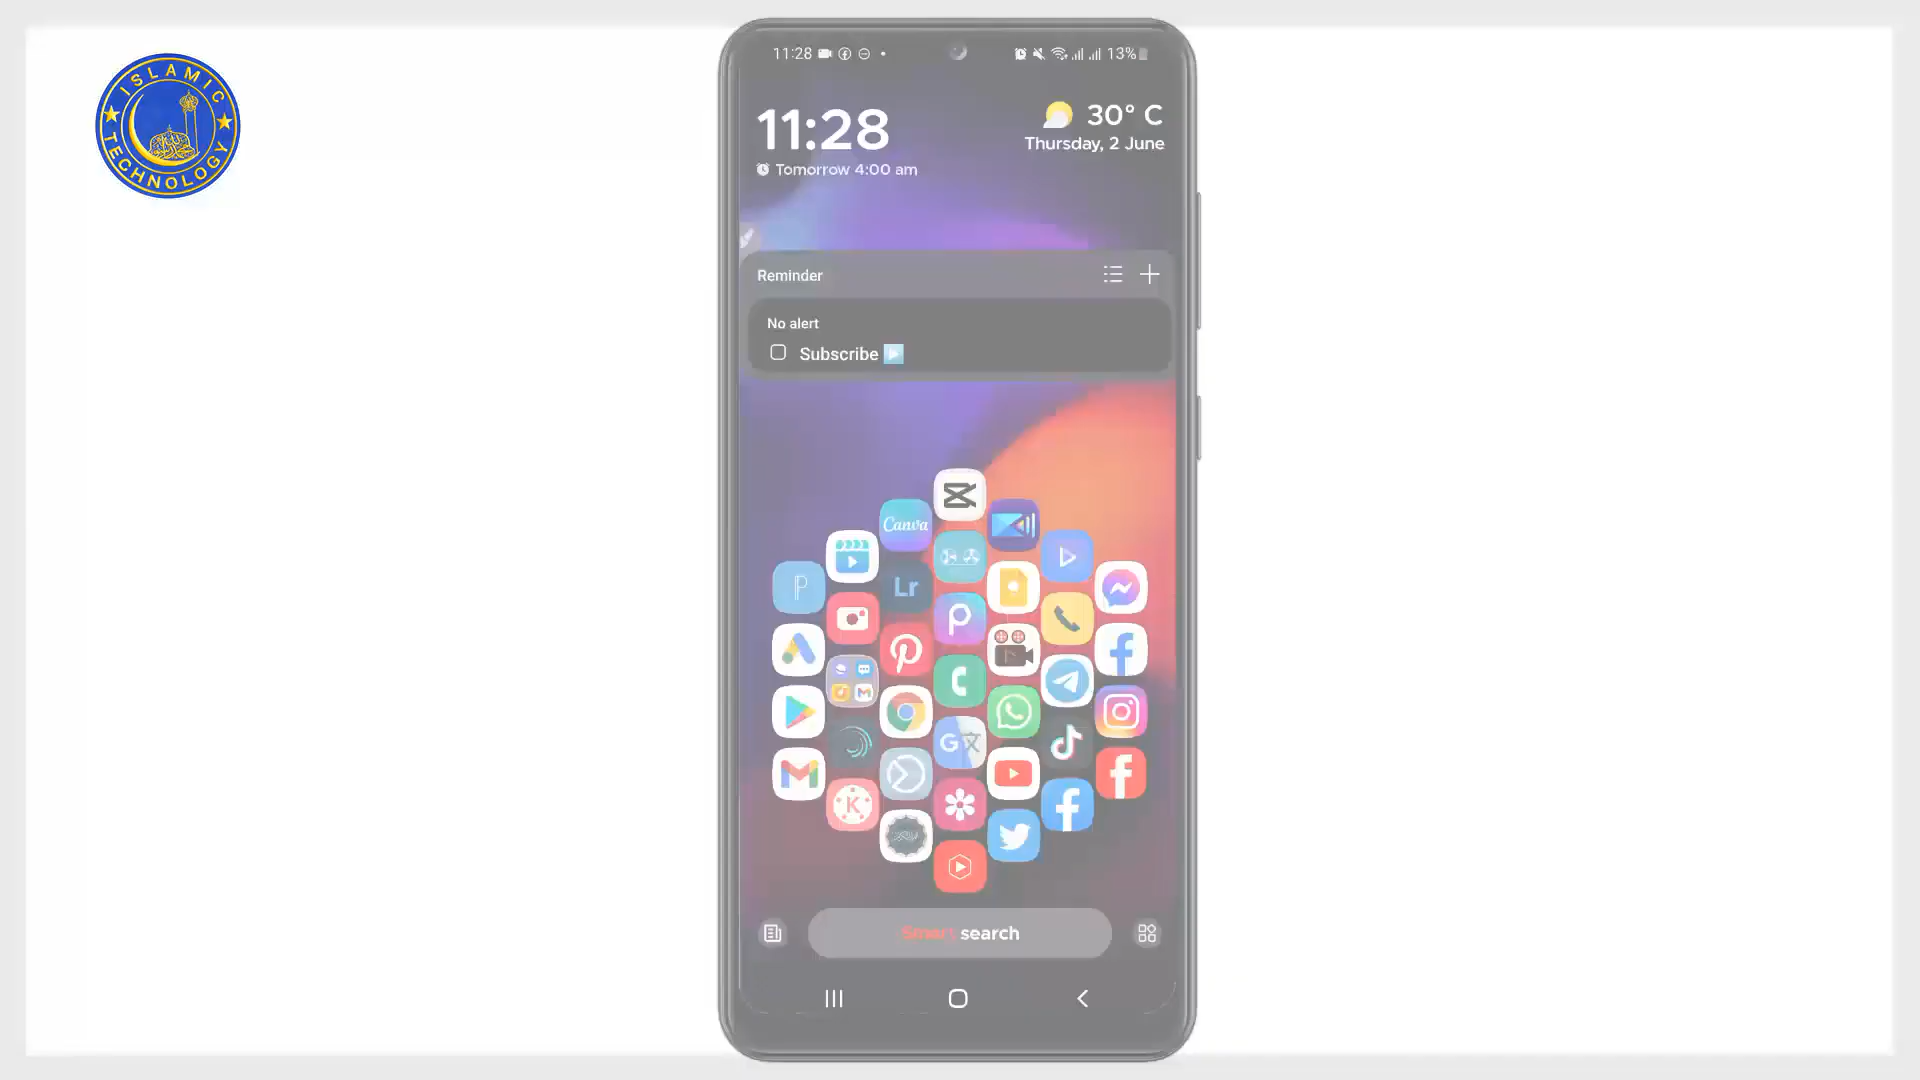 ISLAMIC
TECHNOLOGY
11:28
13%
11:28
30° C
Thursday, 2 June
Tomorrow 4:00 am
Reminder
No alert
Subscribe
Canva
Lr
K
Smart search